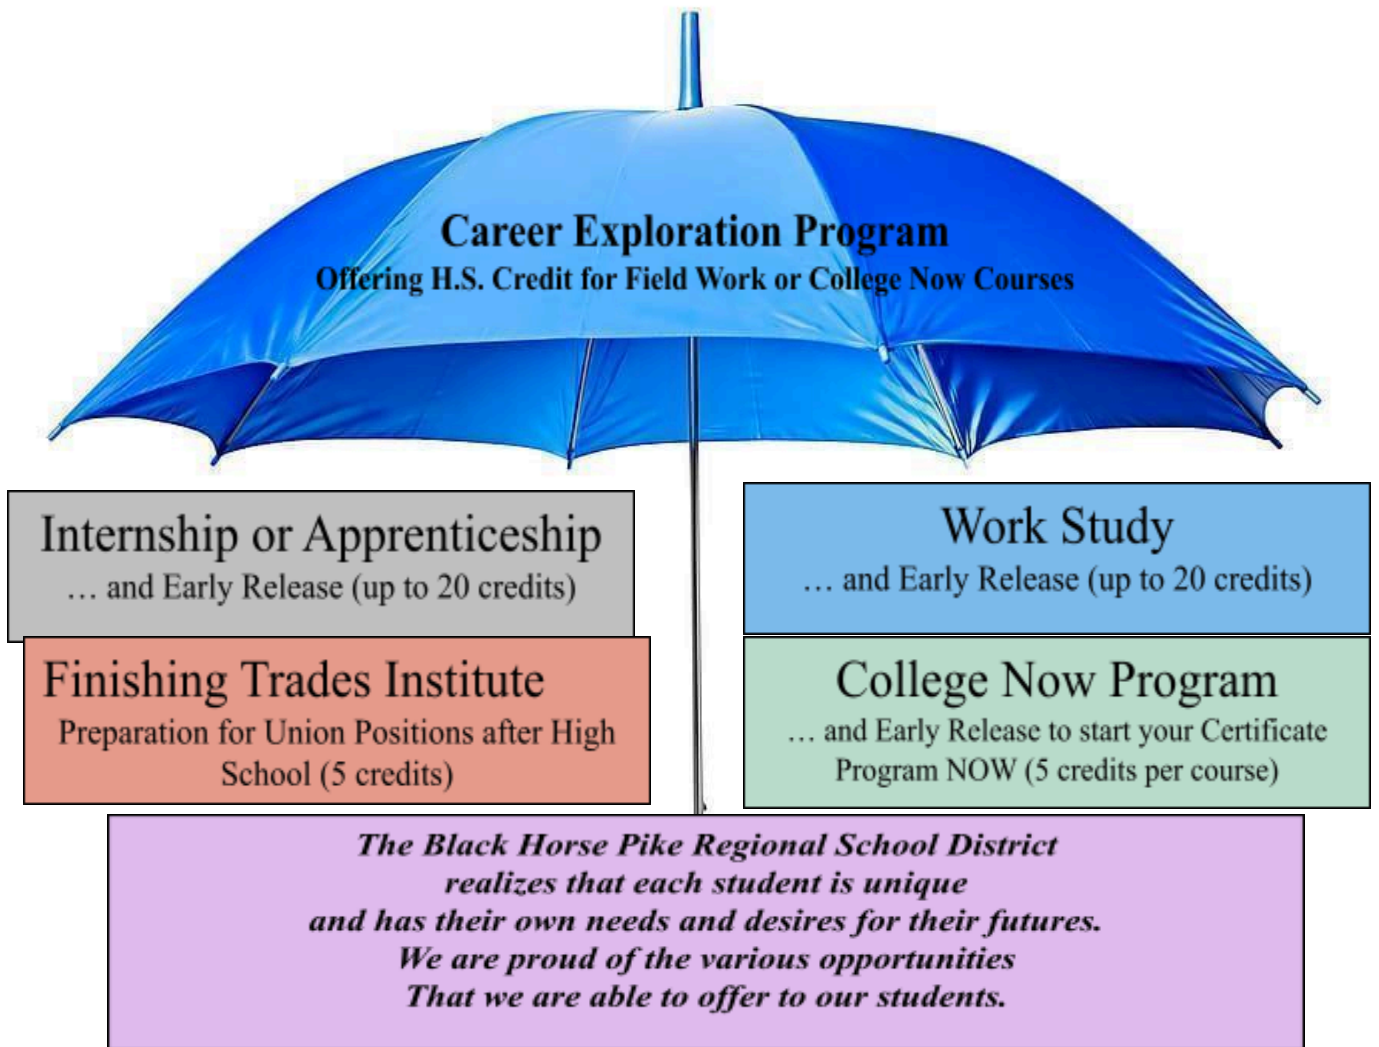 Career Exploration Program
Offering H.S. Credit for Field Work or College Now Courses
Internship or Apprenticeship
… and Early Release (up to 20 credits)
Work Study
… and Early Release (up to 20 credits)
Finishing Trades Institute
Preparation for Union Positions after High
School (5 credits)
College Now Program
… and Early Release to start your Certificate
Program NOW (5 credits per course)
The Black Horse Pike Regional School District
realizes that each student is unique
and has their own needs and desires for their futures.
We are proud of the various opportunities
That we are able to offer to our students.